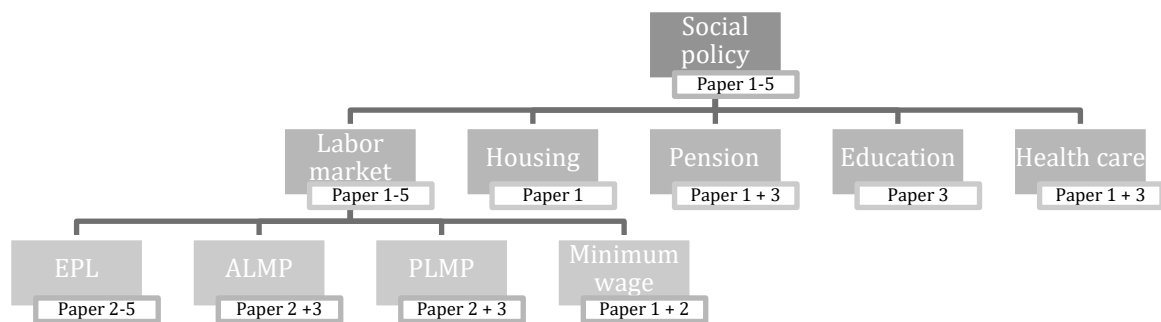 Social
policy
Paper 1-5
Labor
market
Paper 1-5
Housing
Paper 1
Pension
Paper 1 + 3
Education
Paper 3
Health care
Paper 1 + 3
EPL
Paper 2-5
ALMP
Paper 2 +3
PLMP
Paper 2 + 3
Minimum
wage
Paper 1 + 2